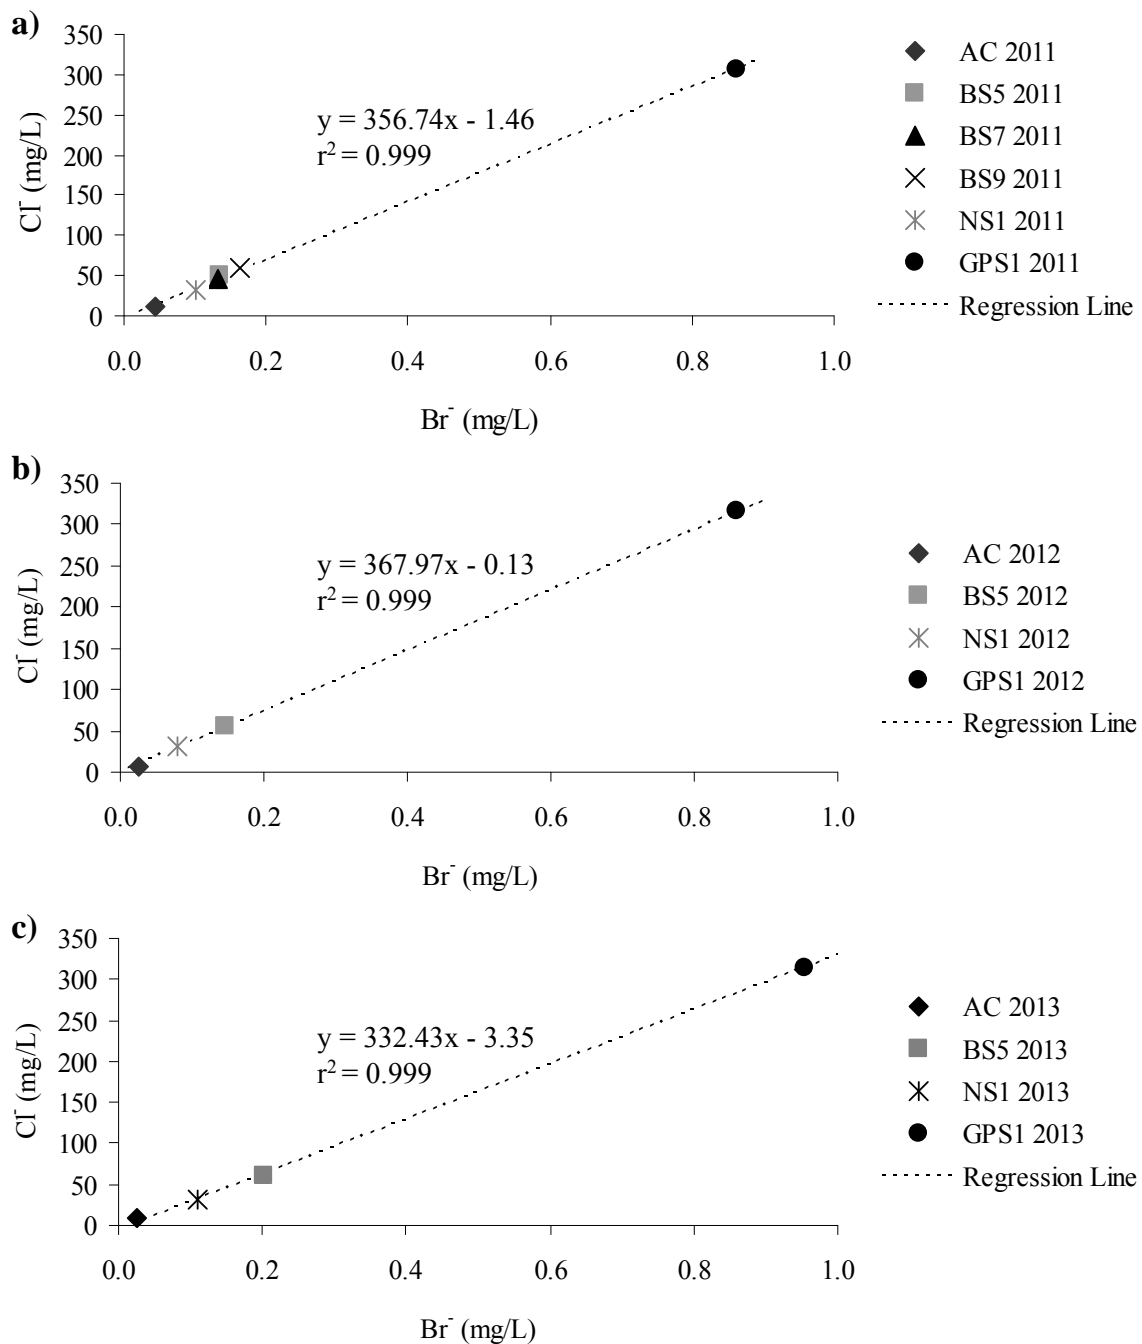 a)
350
300
250
200
150
100
50
0
Cl⁻ (mg/L)
y = 356.74x - 1.46
r² = 0.999
0.0 0.2 0.4 0.6 0.8 1.0
Br⁻ (mg/L)
AC 2011
BS5 2011
BS7 2011
BS9 2011
NS1 2011
GPS1 2011
Regression Line
b)
350
300
250
200
150
100
50
0
Cl⁻ (mg/L)
y = 367.97x - 0.13
r² = 0.999
0.0 0.2 0.4 0.6 0.8 1.0
Br⁻ (mg/L)
AC 2012
BS5 2012
NS1 2012
GPS1 2012
Regression Line
c)
350
300
250
200
150
100
50
0
Cl⁻ (mg/L)
y = 332.43x - 3.35
r² = 0.999
0.0 0.2 0.4 0.6 0.8 1.0
Br⁻ (mg/L)
AC 2013
BS5 2013
NS1 2013
GPS1 2013
Regression Line